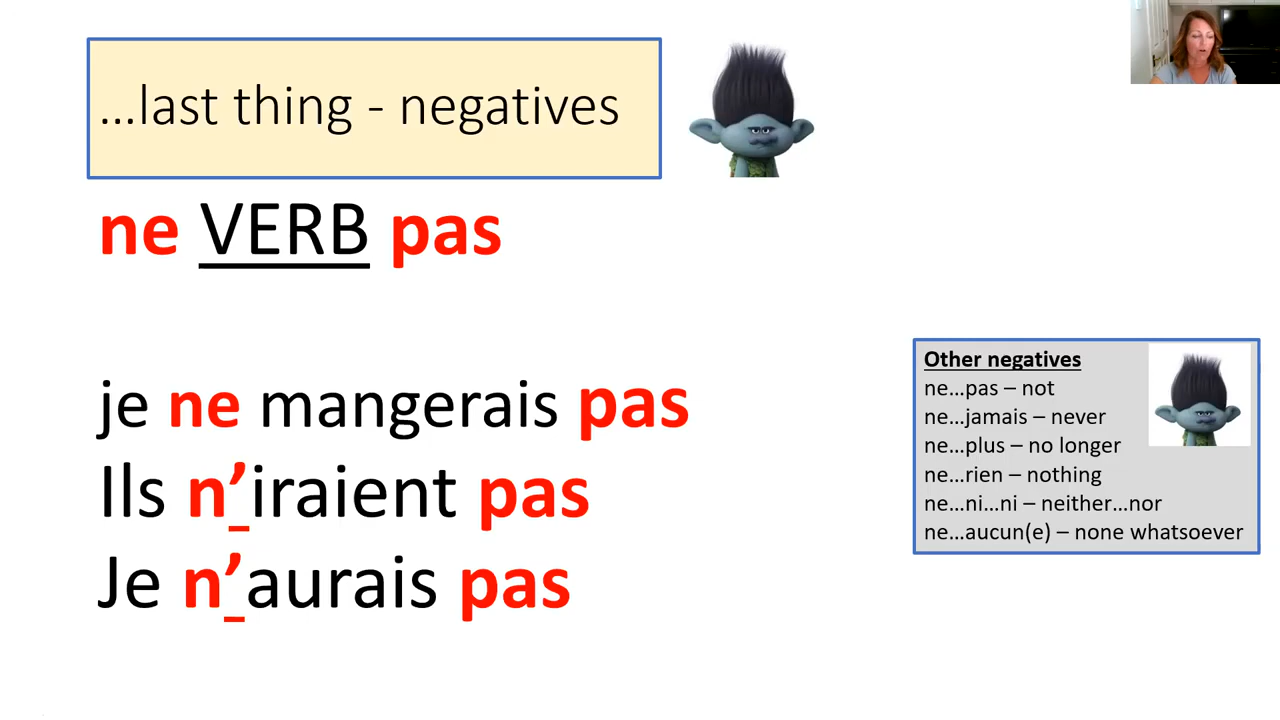 ...last thing - negatives
ne VERB pas
je ne mangerais pas
Ils n’iraient pas
Je n’aurais pas
Other negatives
ne...pas – not
ne...jamais – never
ne...plus – no longer
ne...rien – nothing
ne...ni...ni – neither...nor
ne...aucun(e) – none whatsoever